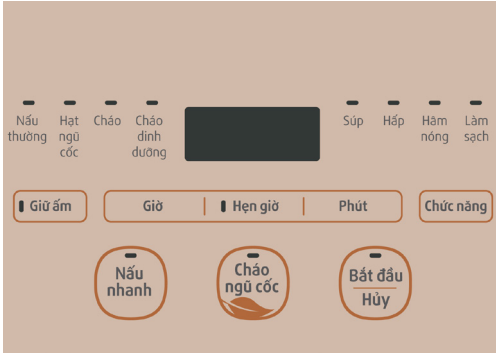 Nấu
thường
Hạt
ngũ
cốc
Cháo
Cháo
dinh
dưỡng
Súp
Hấp
Hâm
nóng
Làm
sạch
Giữ ấm
Giờ
Hẹn giờ
Phút
Chức năng
Nấu
nhanh
Cháo
ngũ cốc
Bắt đầu
Hủy